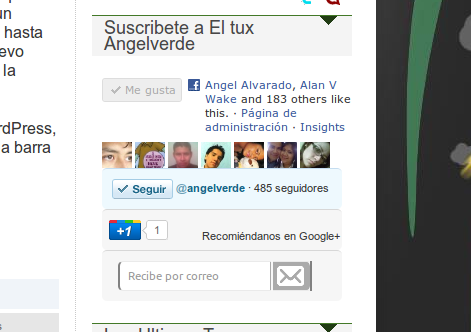 un
hasta
evo
la
rdPress,
a barra
Suscribete a El tux
Angelverde
Me gusta
Angel Alvarado, Alan V
Wake and 183 others like
this. · Página de
administración · Insights
Seguir @angelverde · 485 seguidores
+1 1
Recomiéndanos en Google+
Recibe por correo